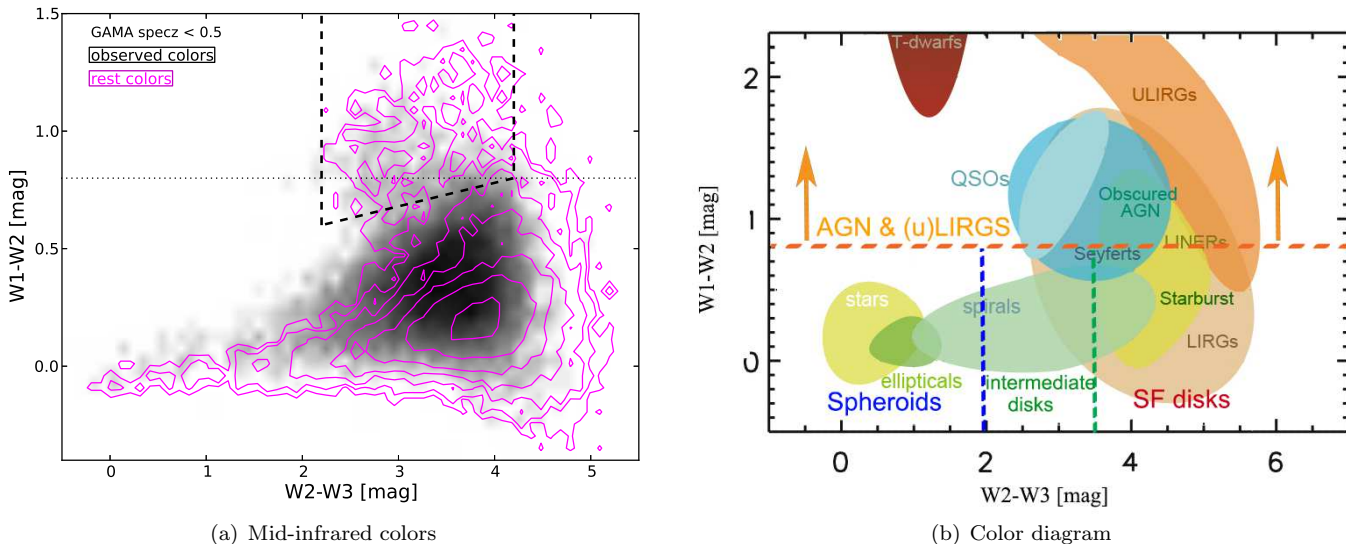 1.5
GAMA specz < 0.5
observed colors
rest colors
1.0
0.5
0.0
W1-W2 [mag]
0 1 2 3 4 5
W2-W3 [mag]
(a) Mid-infrared colors
T-dwarfs
2
ULIRGs
QSOs
Obscured
AGN
1
AGN & (u)LIRGS
LINERs
Seyferts
stars
spirals
Starburst
LIRGs
0
ellipticals
intermediate
disks
Spheroids
SF disks
W1-W2 [mag]
0 2 4 6
W2-W3 [mag]
(b) Color diagram